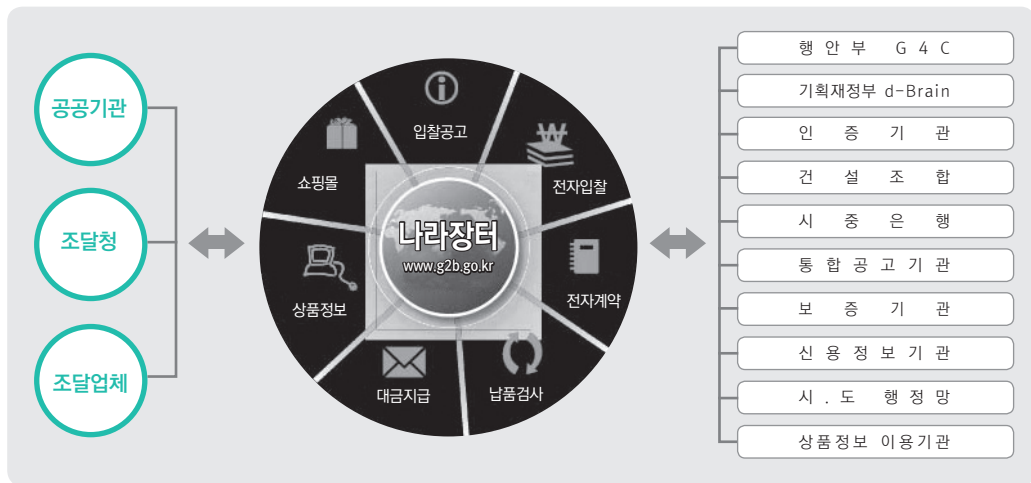 공공기관
조달청
조달업체
입찰공고
전자입찰
전자계약
납품검사
대금지급
상품정보
쇼핑몰
나라장터
www.g2b.go.kr
행안부 G4C
기획재정부 d-Brain
인증기관
건설조합
시중은행
통합공고기관
보증기관
신용정보기관
시.도 행정망
상품정보 이용기관